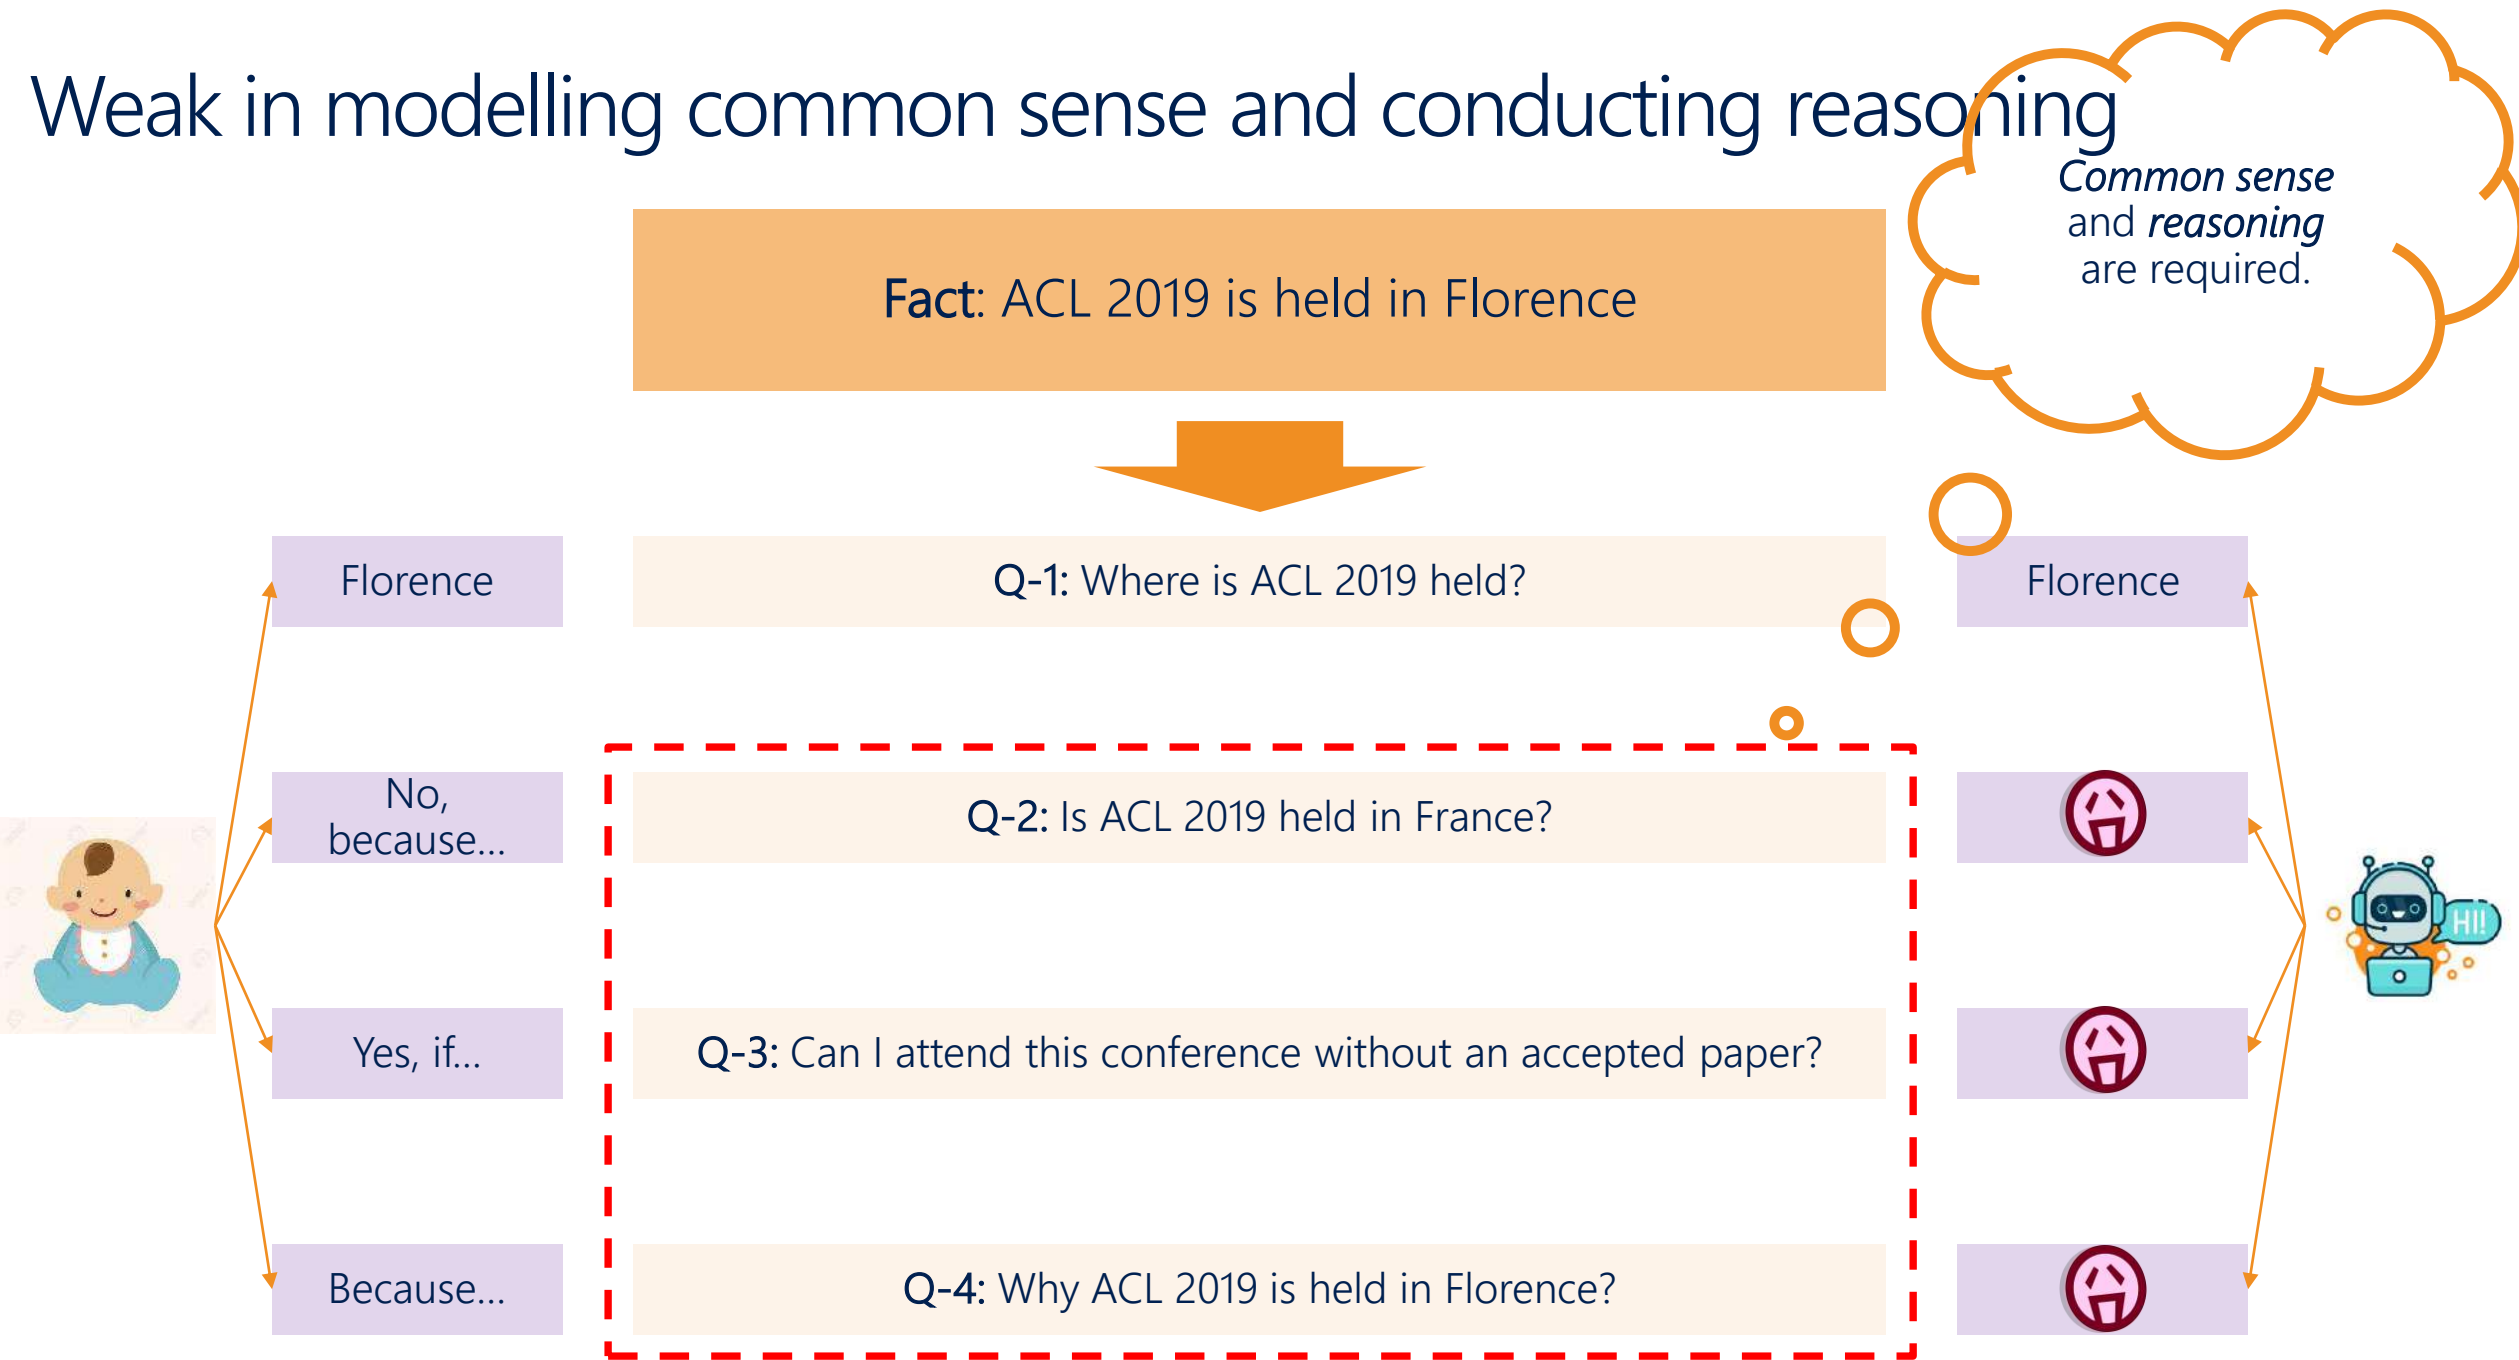 Weak in modelling common sense and conducting reasoning
Common sense
and reasoning
are required.
Fact: ACL 2019 is held in Florence
Florence
Q-1: Where is ACL 2019 held?
Florence
No,
because...
Q-2: Is ACL 2019 held in France?
HI!
Yes, if...
Q-3: Can I attend this conference without an accepted paper?
Because...
Q-4: Why ACL 2019 is held in Florence?